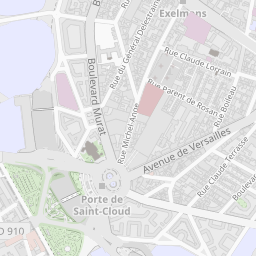 Exelmans
Rue du Général Delestraint
Rue Claude Lorrain
Boulevard Murat
Rue Parent de Rosan
Rue Boileau
Rue Michel-Ange
Avenue de Versailles
Rue Claude Terrasse
Porte de
Saint-Cloud
Boulevard
D 910